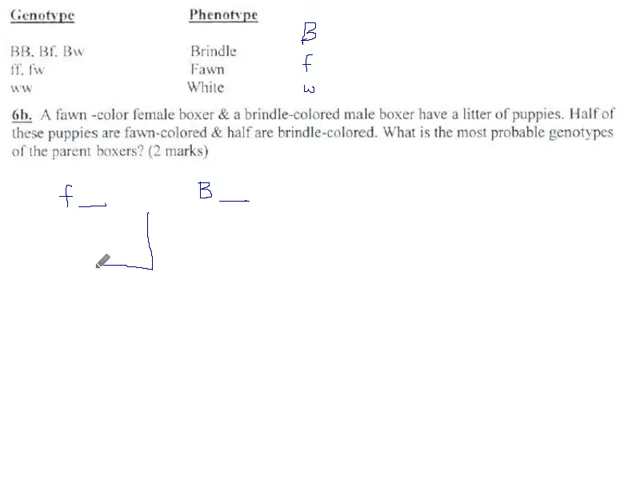 Genotype Phenotype
B
BB. Bf. Bw Brindle
f
ff. fw Fawn
ww White w
6b. A fawn -color female boxer & a brindle-colored male boxer have a litter of puppies. Half of
these puppies are fawn-colored & half are brindle-colored. What is the most probable genotypes
of the parent boxers? (2 marks)
f __ B __